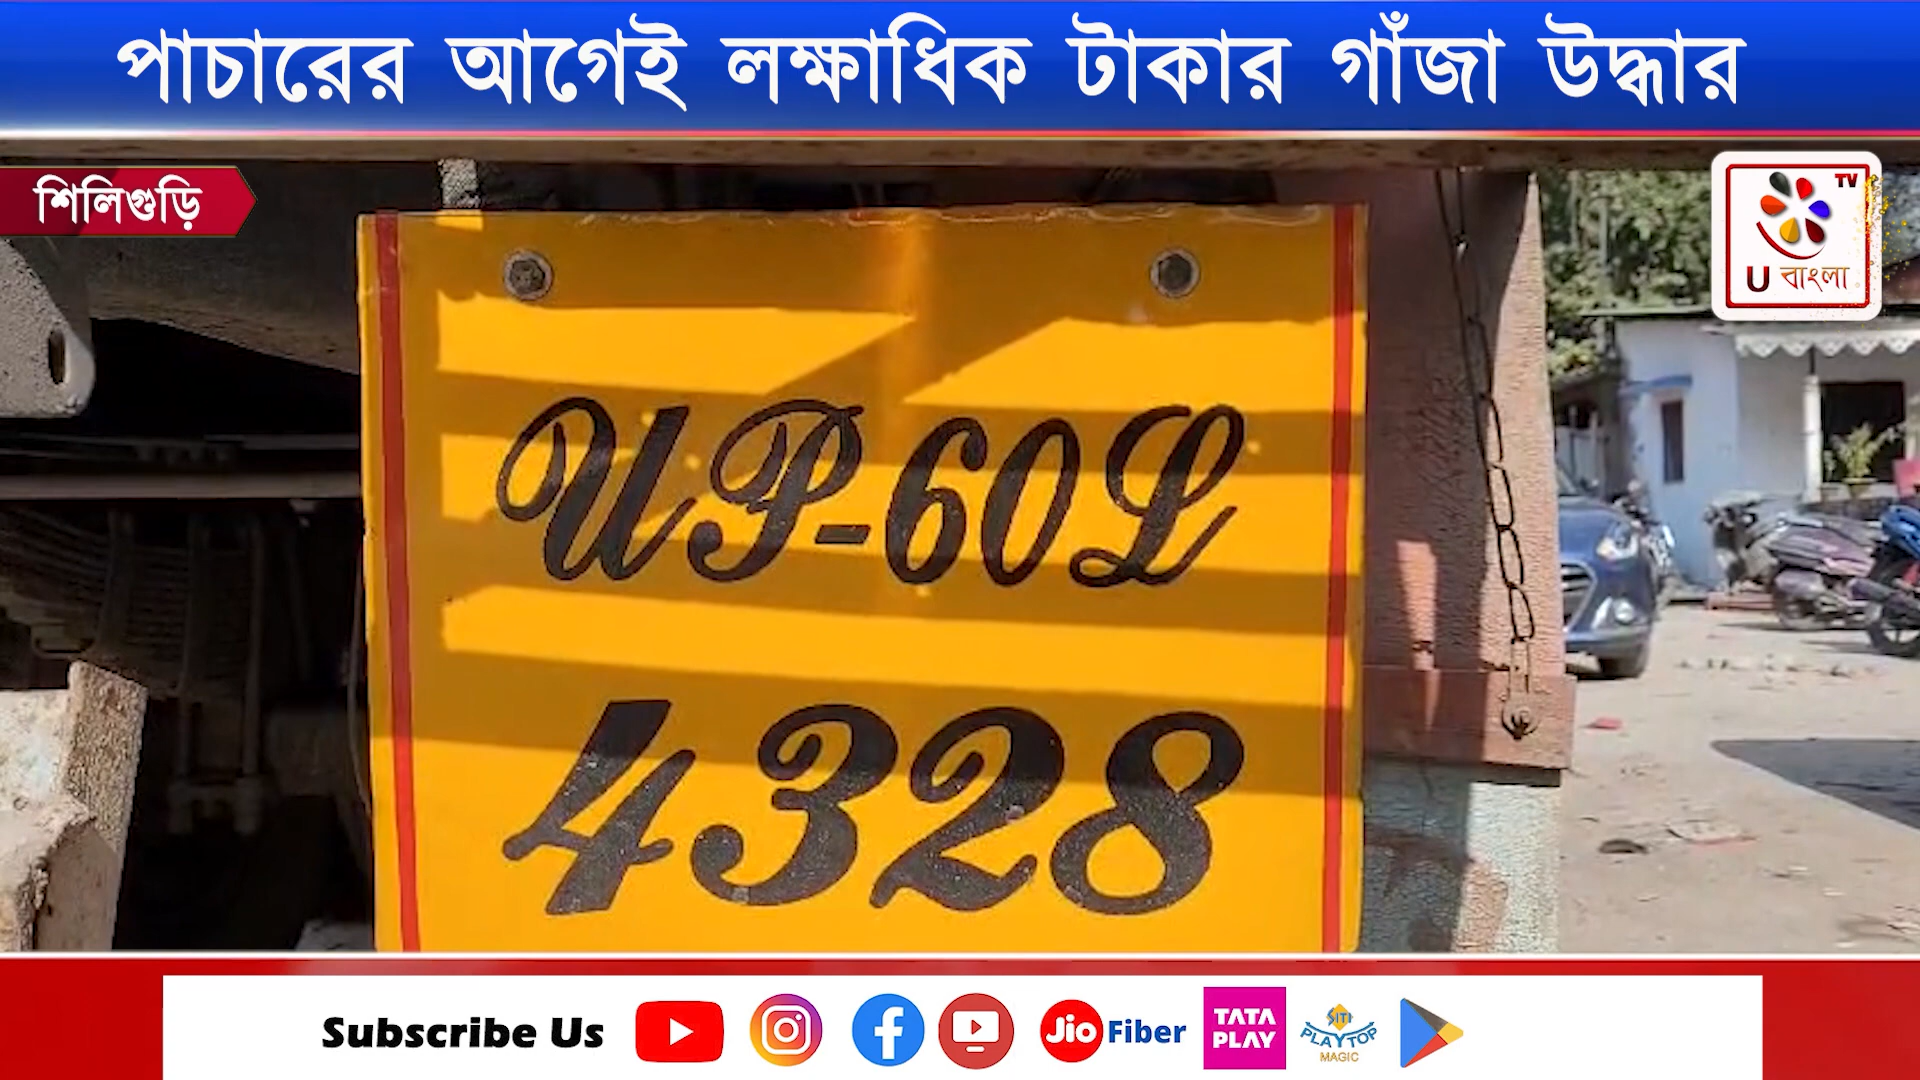 পাচারের আগেই লক্ষাধিক টাকার গাঁজা উদ্ধার
শিলিগুড়ি
TV
U বাংলা
UP-60L
4328
Subscribe Us
Jio Fiber
TATA PLAY
SITI
PLAYTOP
MAGIC